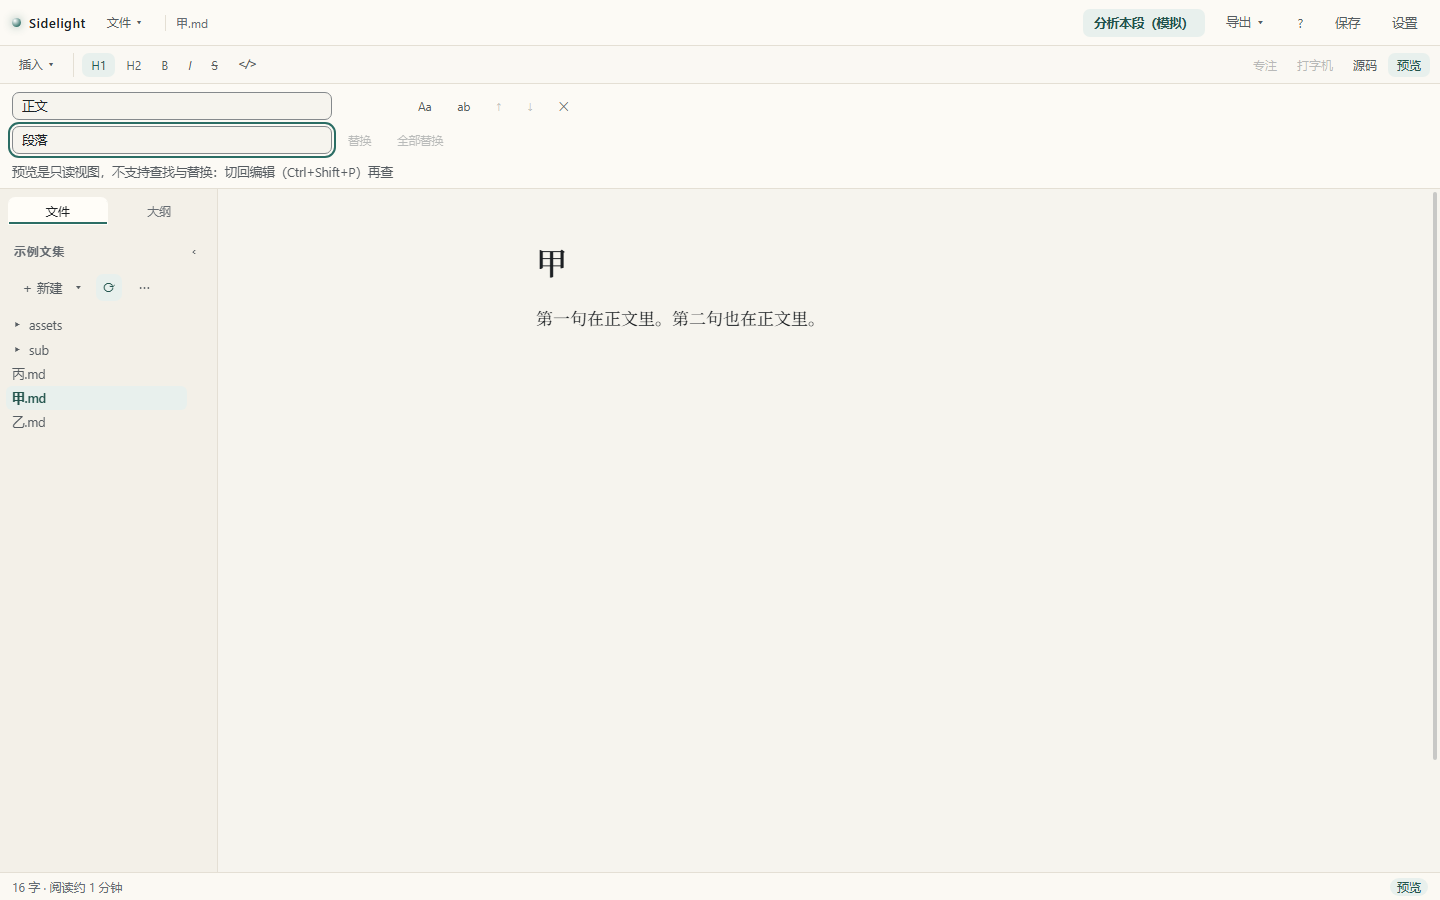 Sidelight 文件 ▾ 甲.md 分析本段（模拟） 导出 ▾ ? 保存 设置
插入 ▾ H1 H2 B I S </> 专注 打字机 源码 预览
正文 Aa ab ↑ ↓ ×
段落 替换 全部替换
预览是只读视图，不支持查找与替换：切回编辑（Ctrl+Shift+P）再查
文件 大纲
示例文集 ‹
+ 新建 ▾ ⟳ ···
▸ assets
▸ sub
丙.md
甲.md
乙.md
甲
第一句在正文里。第二句也在正文里。
16 字 · 阅读约 1 分钟 预览